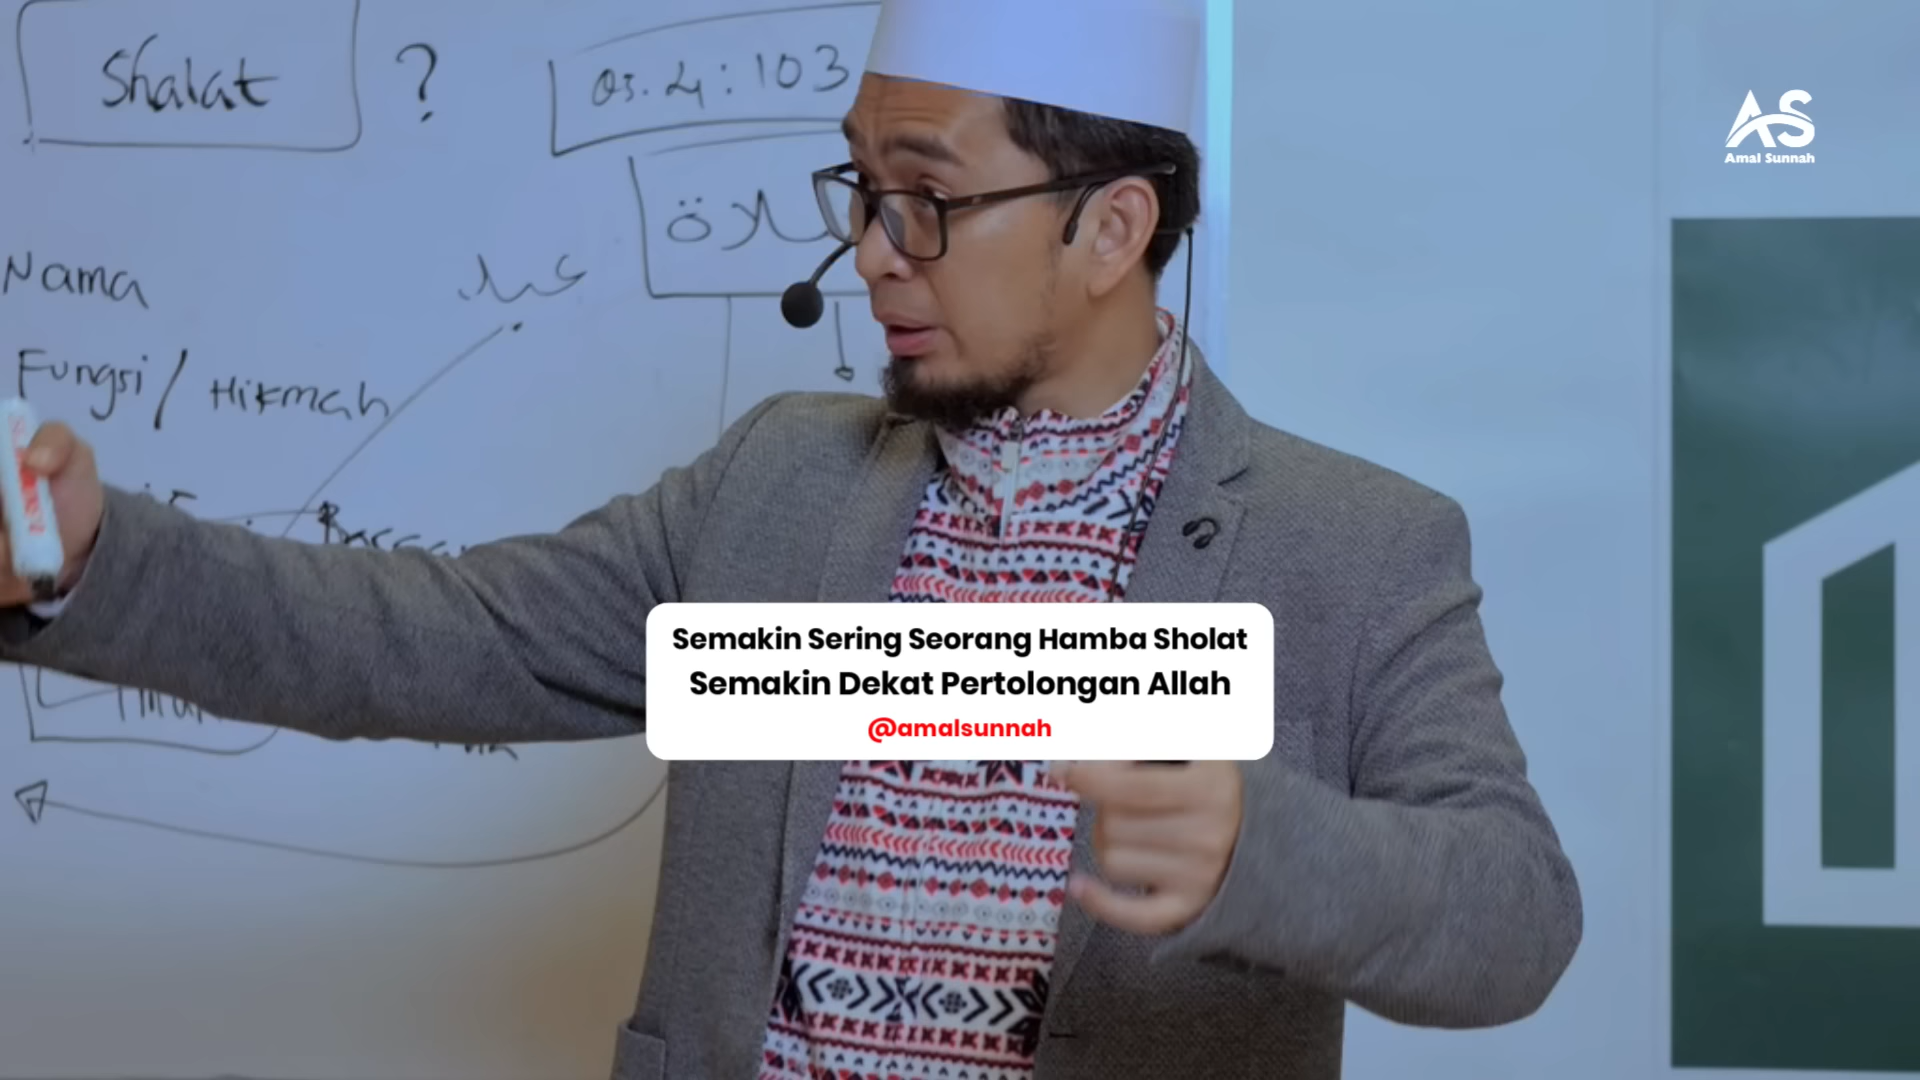 Shalat ?
Qs. 4 : 103
AS
Amal Sunnah
Nama
Fungsi / Hikmah
Semakin Sering Seorang Hamba Sholat
Semakin Dekat Pertolongan Allah
@amalsunnah